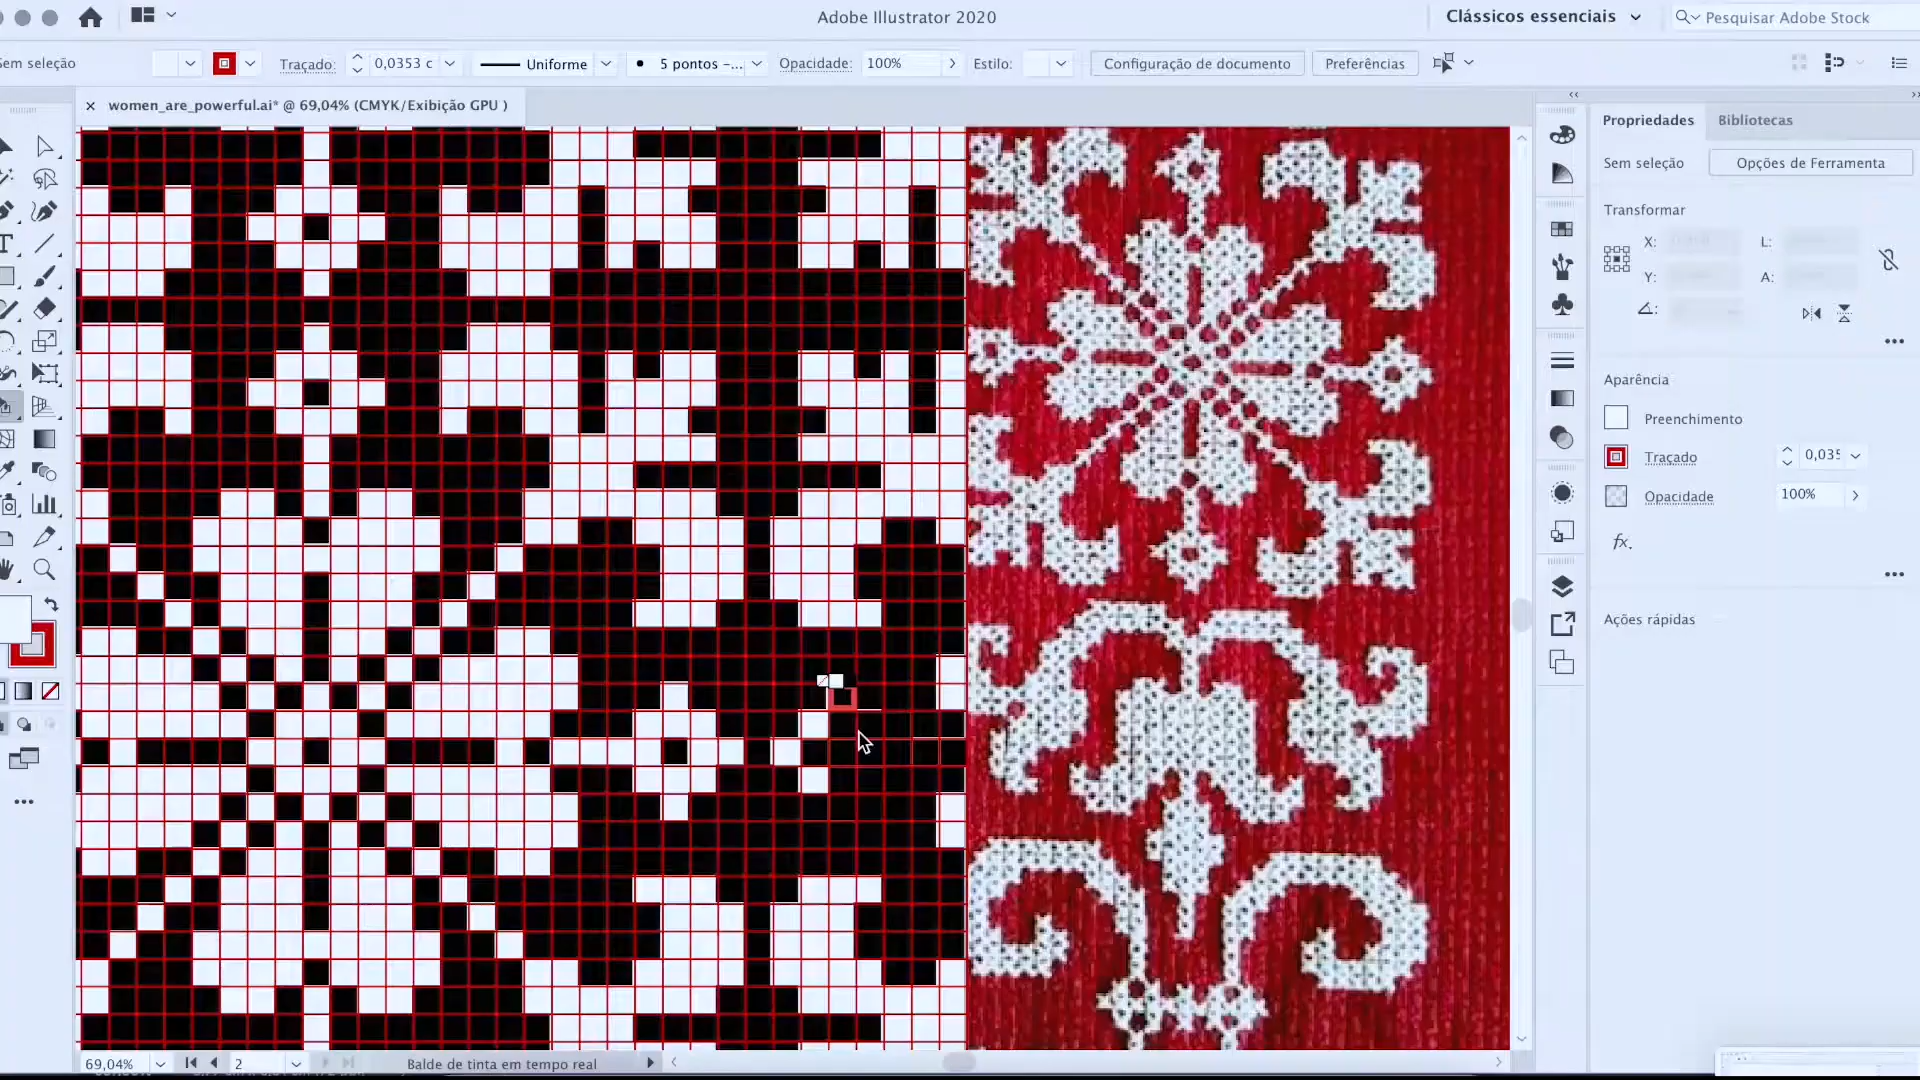 Adobe Illustrator 2020
Clássicos essenciais
Pesquisar Adobe Stock
Sem seleção
Traçado:
0,0353 c
Uniforme
5 pontos –...
Opacidade:
100%
Estilo:
Configuração de documento
Preferências
× women_are_powerful.ai* @ 69,04% (CMYK/Exibição GPU )
Propriedades
Bibliotecas
Sem seleção
Opções de Ferramenta
Transformar
X:
L:
Y:
A:
Aparência
Preenchimento
Traçado
0,035
Opacidade
100%
fx.
Ações rápidas
69,04%
2
Balde de tinta em tempo real